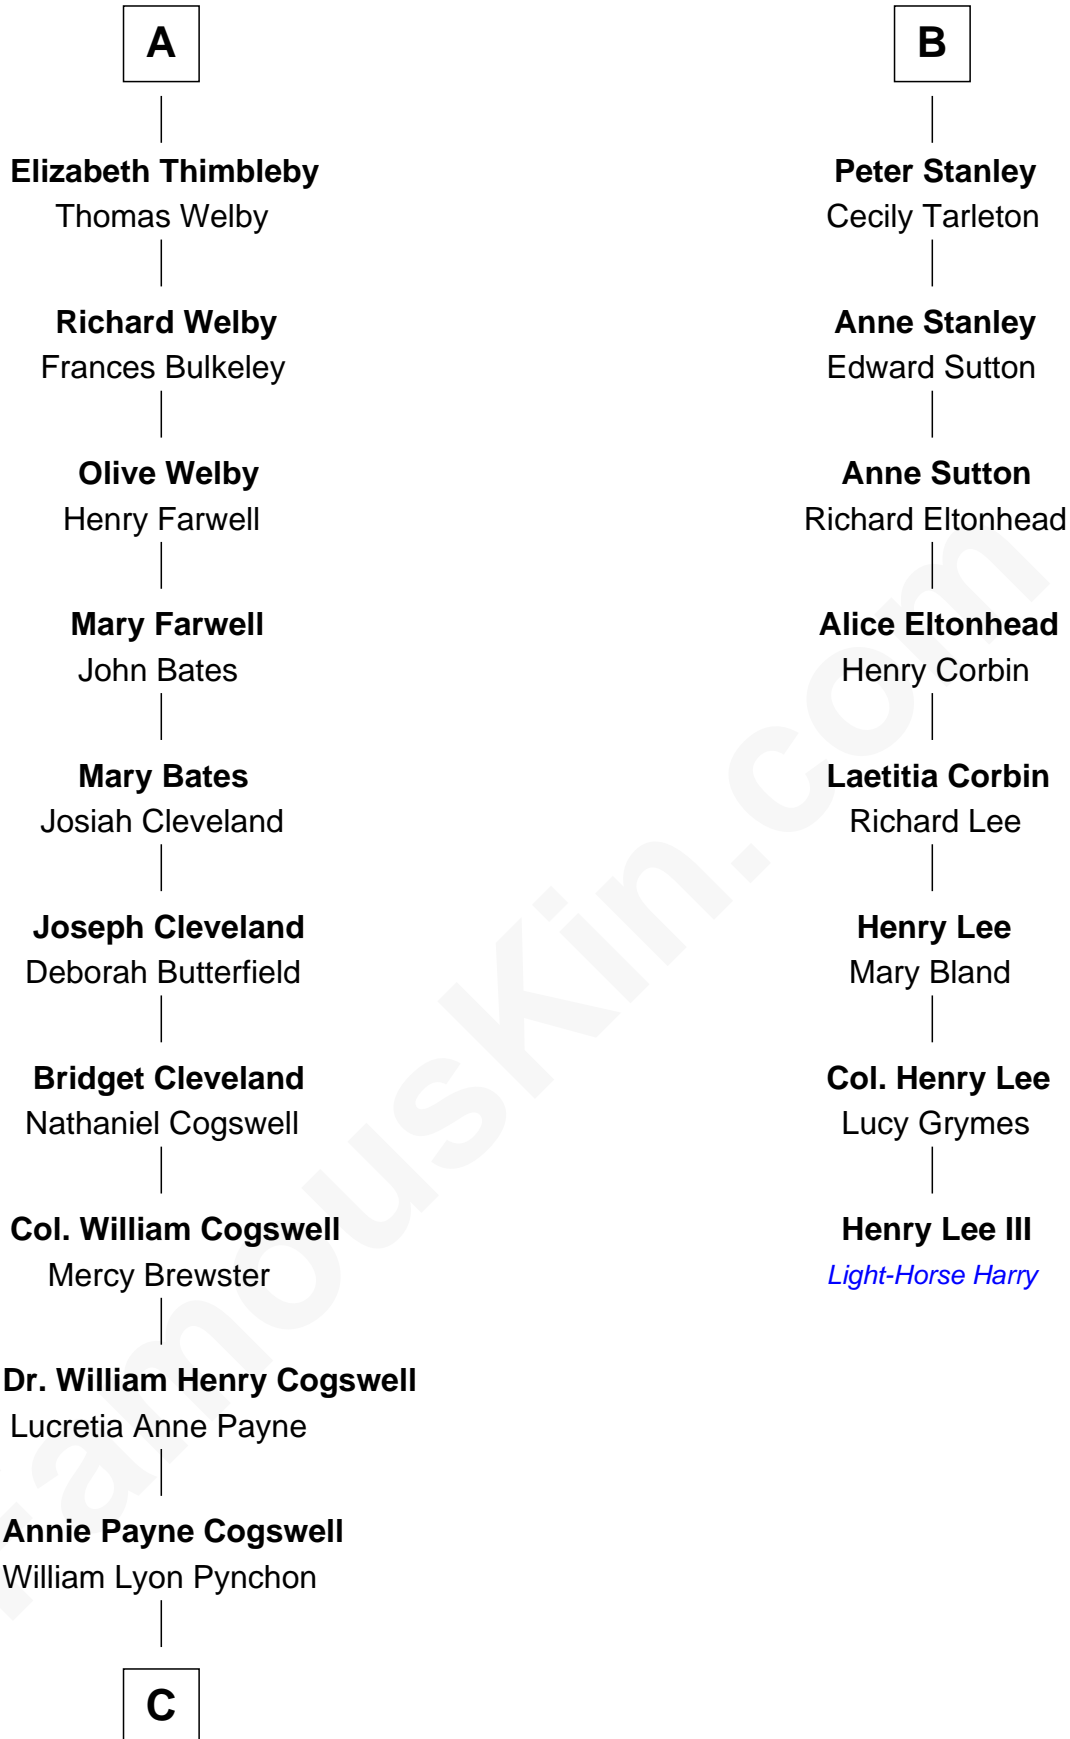 A
Elizabeth Thimbleby
Thomas Welby
Richard Welby
Frances Bulkeley
Olive Welby
Henry Farwell
Mary Farwell
John Bates
Mary Bates
Josiah Cleveland
Joseph Cleveland
Deborah Butterfield
Bridget Cleveland
Nathaniel Cogswell
Col. William Cogswell
Mercy Brewster
Dr. William Henry Cogswell
Lucretia Anne Payne
Annie Payne Cogswell
William Lyon Pynchon
C
B
Peter Stanley
Cecily Tarleton
Anne Stanley
Edward Sutton
Anne Sutton
Richard Eltonhead
Alice Eltonhead
Henry Corbin
Laetitia Corbin
Richard Lee
Henry Lee
Mary Bland
Col. Henry Lee
Lucy Grymes
Henry Lee III
Light-Horse Harry
FamousKin.com